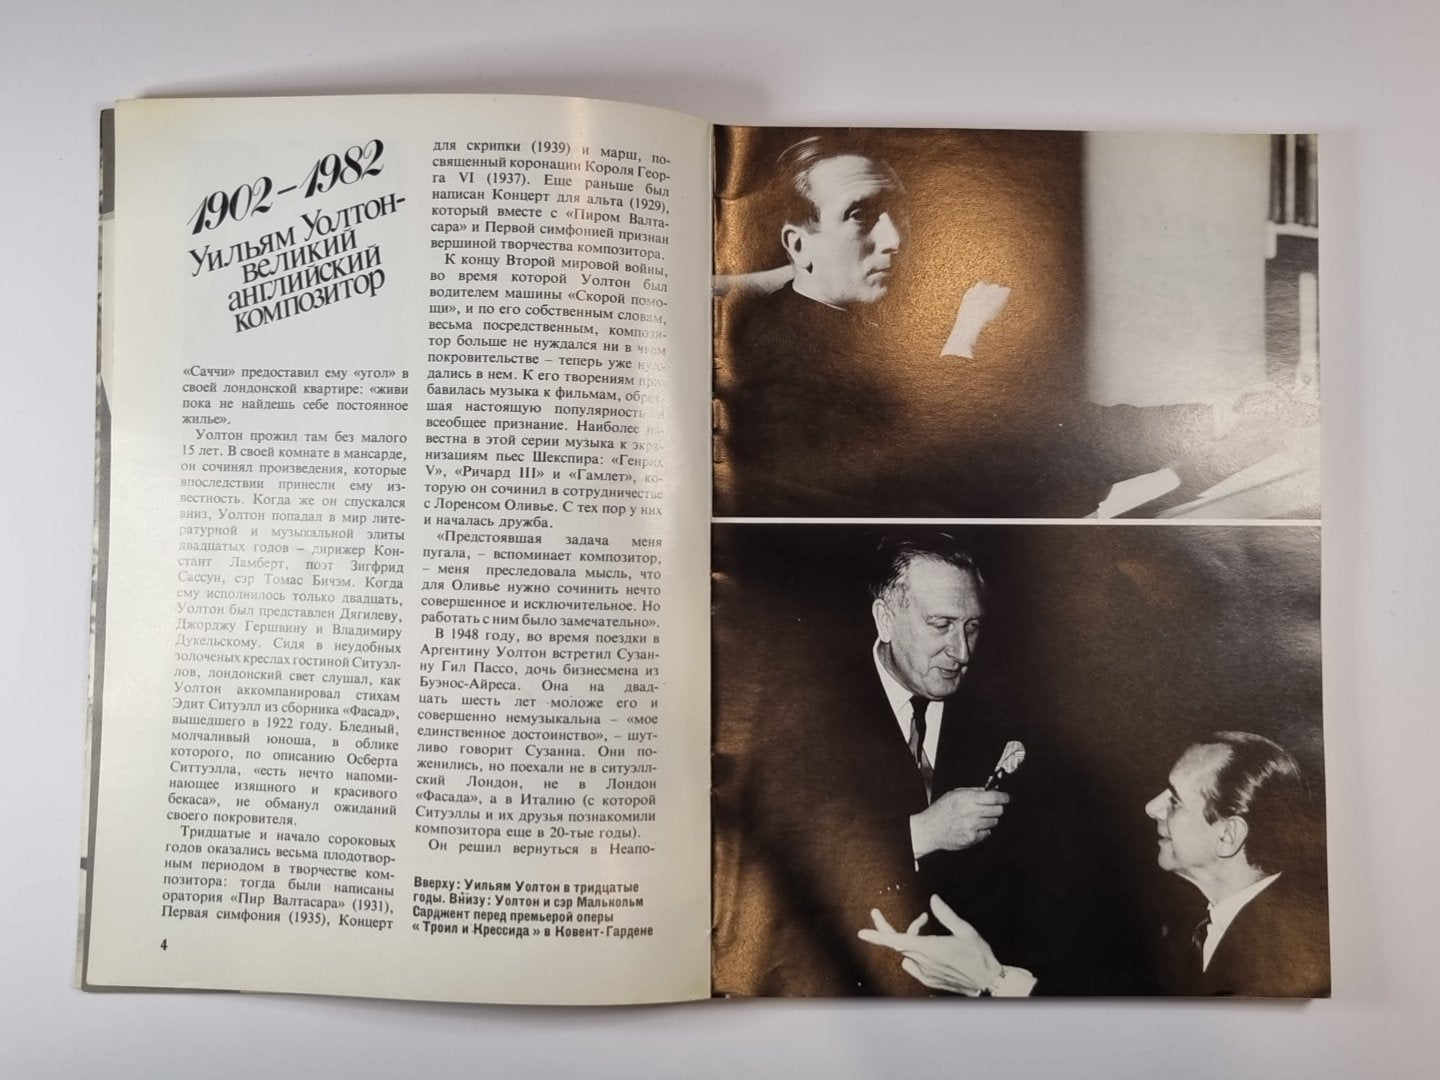 1902–1982
Уильям Уолтон-
великий
английский
композитор
«Саччи» предоставил ему «угол» в
своей лондонской квартире: «живи
пока не найдешь себе постоянное
жилье».
Уолтон прожил там без малого
15 лет. В своей комнате в мансарде,
он сочинял произведения, которые
впоследствии принесли ему из-
вестность. Когда же он спускался
вниз, Уолтон попадал в мир лите-
ратурной и музыкальной элиты
двадцатых годов – дирижер Кон-
стант Ламберт, поэт Зигфрид
Сассун, сэр Томас Бичэм. Когда
ему исполнилось только двадцать,
Уолтон был представлен Дягилеву,
Джорджу Гершвину и Владимиру
Дукельскому. Сидя в неудобных
золоченых креслах гостиной Ситуэл-
лов, лондонский свет слушал, как
Уолтон аккомпанировал стихам
Эдит Ситуэлл из сборника «Фасад»,
вышедшего в 1922 году. Бледный,
молчаливый юноша, в облике
которого, по описанию Осберта
Ситтуэлла, «есть нечто напоми-
нающее изящного и красивого
бекаса», не обманул ожиданий
своего покровителя.
Тридцатые и начало сороковых
годов оказались весьма плодотвор-
ным периодом в творчестве ком-
позитора: тогда были написаны
оратория «Пир Валтасара» (1931),
Первая симфония (1935), Концерт
4
для скрипки (1939) и марш, по-
священный коронации Короля Геор-
га VI (1937). Еще раньше был
написан Концерт для альта (1929),
который вместе с «Пиром Валта-
сара» и Первой симфонией признан
вершиной творчества композитора.
К концу Второй мировой войны,
во время которой Уолтон был
водителем машины «Скорой помо-
щи», и по его собственным словам,
весьма посредственным, компози-
тор больше не нуждался ни в чьем
покровительстве – теперь уже нуж-
дались в нем. К его творениям при-
бавилась музыка к фильмам, обрет-
шая настоящую популярность и
всеобщее признание. Наиболее из-
вестна в этой серии музыка к экра-
низациям пьес Шекспира: «Генрих
V», «Ричард III» и «Гамлет», ко-
торую он сочинил в сотрудничестве
с Лоренсом Оливье. С тех пор у них
и началась дружба.
«Предстоявшая задача меня
пугала, – вспоминает композитор,
– меня преследовала мысль, что
для Оливье нужно сочинить нечто
совершенное и исключительное. Но
работать с ним было замечательно».
В 1948 году, во время поездки в
Аргентину Уолтон встретил Сузан-
ну Гил Пассо, дочь бизнесмена из
Буэнос-Айреса. Она на двад-
цать шесть лет моложе его и
совершенно немузыкальна – «мое
единственное достоинство», – шут-
ливо говорит Сузанна. Они по-
женились, но поехали не в ситуэлл-
ский Лондон, не в Лондон
«Фасада», а в Италию (с которой
Ситуэллы и их друзья познакомили
композитора еще в 20-тые годы).
Он решил вернуться в Неапо-
Вверху: Уильям Уолтон в тридцатые
годы. Внизу: Уолтон и сэр Малькольм
Сарджент перед премьерой оперы
« Троил и Крессида » в Ковент-Гардене